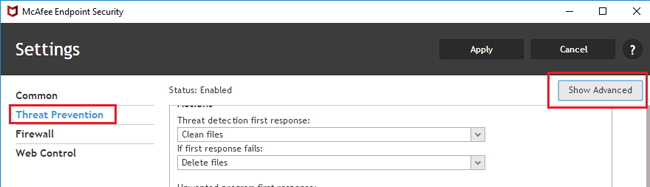 McAfee Endpoint Security
Settings
Apply
Cancel
?
Common
Threat Prevention
Firewall
Web Control
Status: Enabled
Show Advanced
Actions
Threat detection first response:
Clean files
If first response fails:
Delete files
Unwanted program first response: